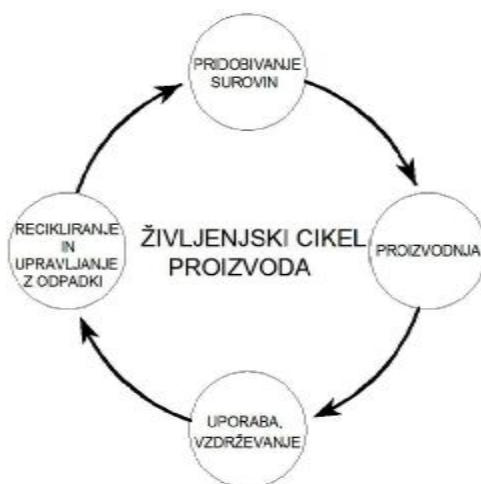 PRIDOBIVANJE
SUROVIN
ŽIVLJENJSKI CIKEL
PROIZVODA
PROIZVODNJA
UPORABA,
VZDRŽEVANJE
RECIKLIRANJE
IN
UPRAVLJANJE
Z ODPADKI